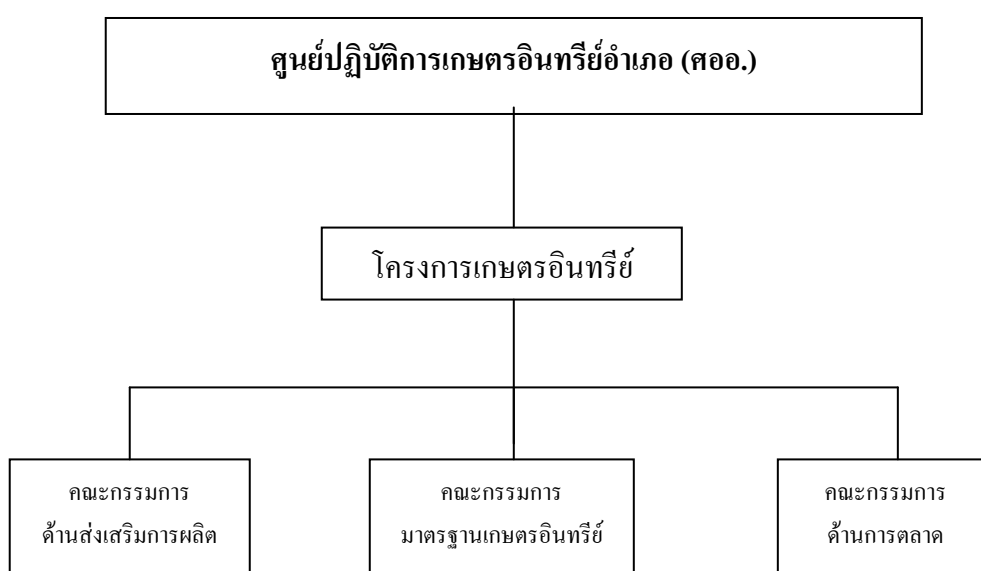 ศูนย์ปฏิบัติการเกษตรอินทรีย์อำเภอ (ศออ.)
โครงการเกษตรอินทรีย์
คณะกรรมการ
ด้านส่งเสริมการผลิต
คณะกรรมการ
มาตรฐานเกษตรอินทรีย์
คณะกรรมการ
ด้านการตลาด